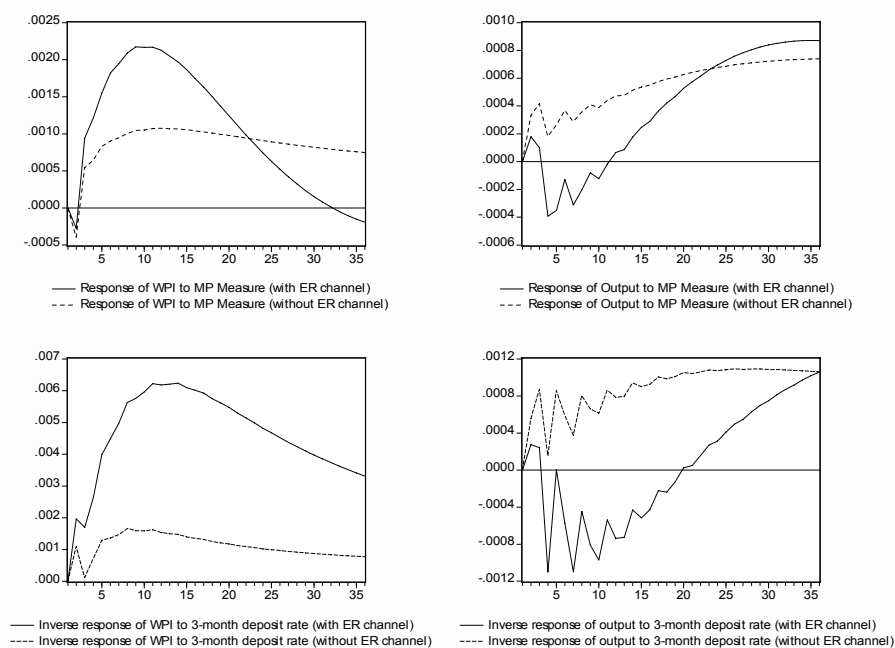 .0025
.0020
.0015
.0010
.0005
.0000
-.0005
5 10 15 20 25 30 35
Response of WPI to MP Measure (with ER channel)
Response of WPI to MP Measure (without ER channel)
.0010
.0008
.0006
.0004
.0002
.0000
-.0002
-.0004
-.0006
5 10 15 20 25 30 35
Response of Output to MP Measure (with ER channel)
Response of Output to MP Measure (without ER channel)
.007
.006
.005
.004
.003
.002
.001
.000
5 10 15 20 25 30 35
Inverse response of WPI to 3-month deposit rate (with ER channel)
Inverse response of WPI to 3-month deposit rate (without ER channel)
.0012
.0008
.0004
.0000
-.0004
-.0008
-.0012
5 10 15 20 25 30 35
Inverse response of output to 3-month deposit rate (with ER channel)
Inverse response of output to 3-month deposit rate (without ER channel)